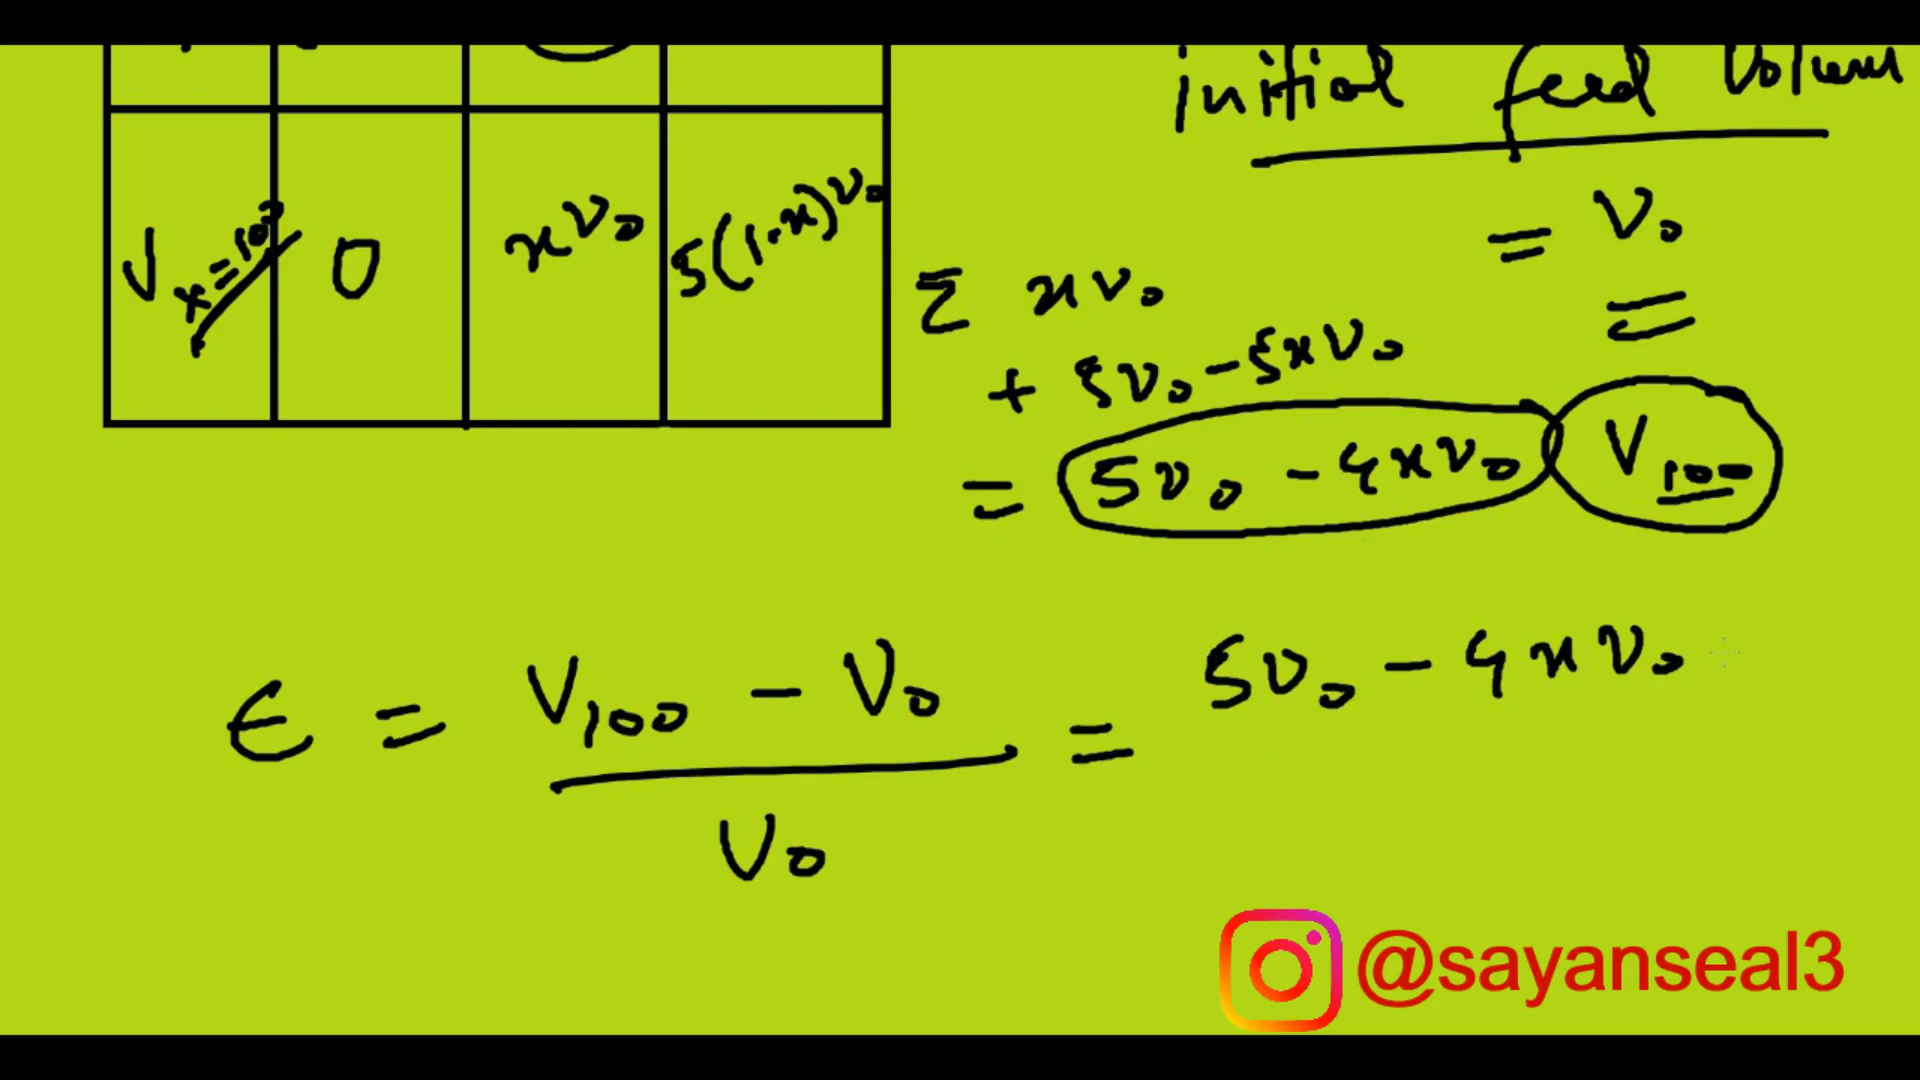 initial feed volume
= V₀
V_X=100 0 xV₀ 5(1-x)V₀
Σ xV₀
+ 5V₀ - 5xV₀
= 5V₀ - 4xV₀ V₁₀₀
ϵ = V₁₀₀ - V₀ = 5V₀ - 4xV₀
V₀
@sayanseal3